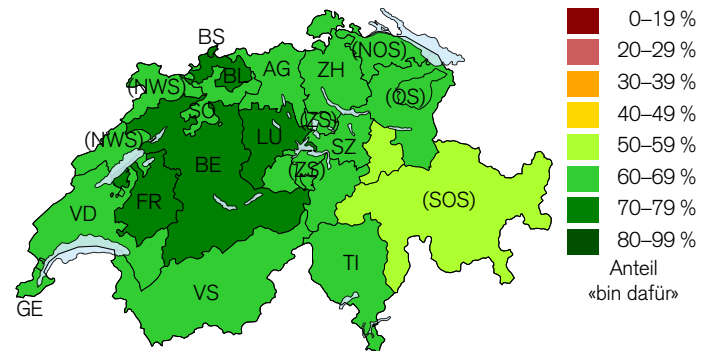 BS
(NOS)
BL
AG
ZH
(NWS)
(OS)
SO
(ZS)
(NWS)
LU
SZ
BE
(ZS)
FR
(SOS)
VD
TI
VS
GE
0–19 %
20–29 %
30–39 %
40–49 %
50–59 %
60–69 %
70–79 %
80–99 %
Anteil
«bin dafür»